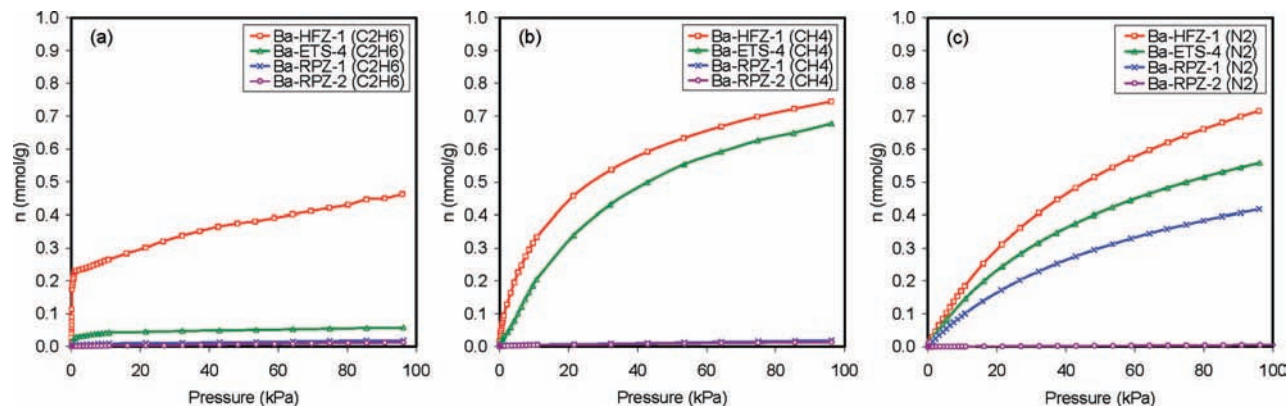 (a)
Ba-HFZ-1 (C2H6)
Ba-ETS-4 (C2H6)
Ba-RPZ-1 (C2H6)
Ba-RPZ-2 (C2H6)
n (mmol/g)
1.0
0.9
0.8
0.7
0.6
0.5
0.4
0.3
0.2
0.1
0.0
0 20 40 60 80 100
Pressure (kPa)
(b)
Ba-HFZ-1 (CH4)
Ba-ETS-4 (CH4)
Ba-RPZ-1 (CH4)
Ba-RPZ-2 (CH4)
n (mmol/g)
1.0
0.9
0.8
0.7
0.6
0.5
0.4
0.3
0.2
0.1
0.0
0 20 40 60 80 100
Pressure (kPa)
(c)
Ba-HFZ-1 (N2)
Ba-ETS-4 (N2)
Ba-RPZ-1 (N2)
Ba-RPZ-2 (N2)
n (mmol/g)
1.0
0.9
0.8
0.7
0.6
0.5
0.4
0.3
0.2
0.1
0.0
0 20 40 60 80 100
Pressure (kPa)